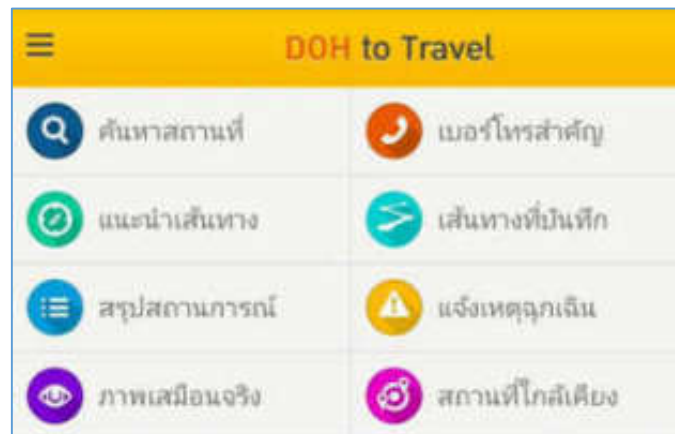 DOH to Travel
ค้นหาสถานที่
เบอร์โทรสำคัญ
แนะนำเส้นทาง
เส้นทางที่บันทึก
สรุปสถานการณ์
แจ้งเหตุฉุกเฉิน
ภาพเสมือนจริง
สถานที่ใกล้เคียง